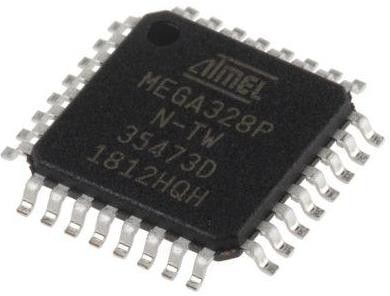 ATMEL
MEGA328P
N-TW
35473D
1812HQH